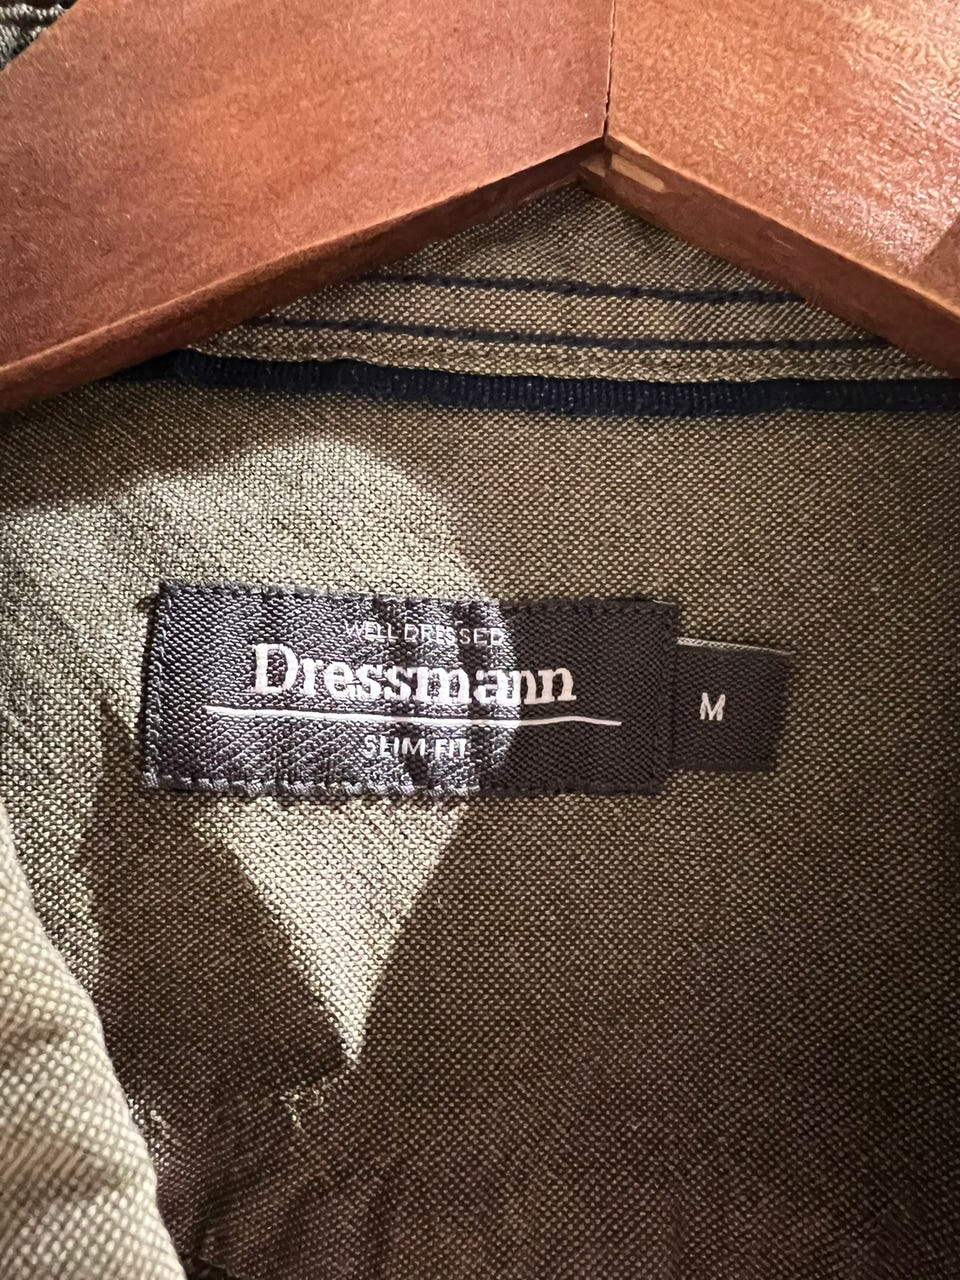 WELL DRESSED
Dressmann
SLIM FIT
M